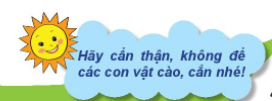 Hãy cẩn thận, không để
các con vật cào, cắn nhé!